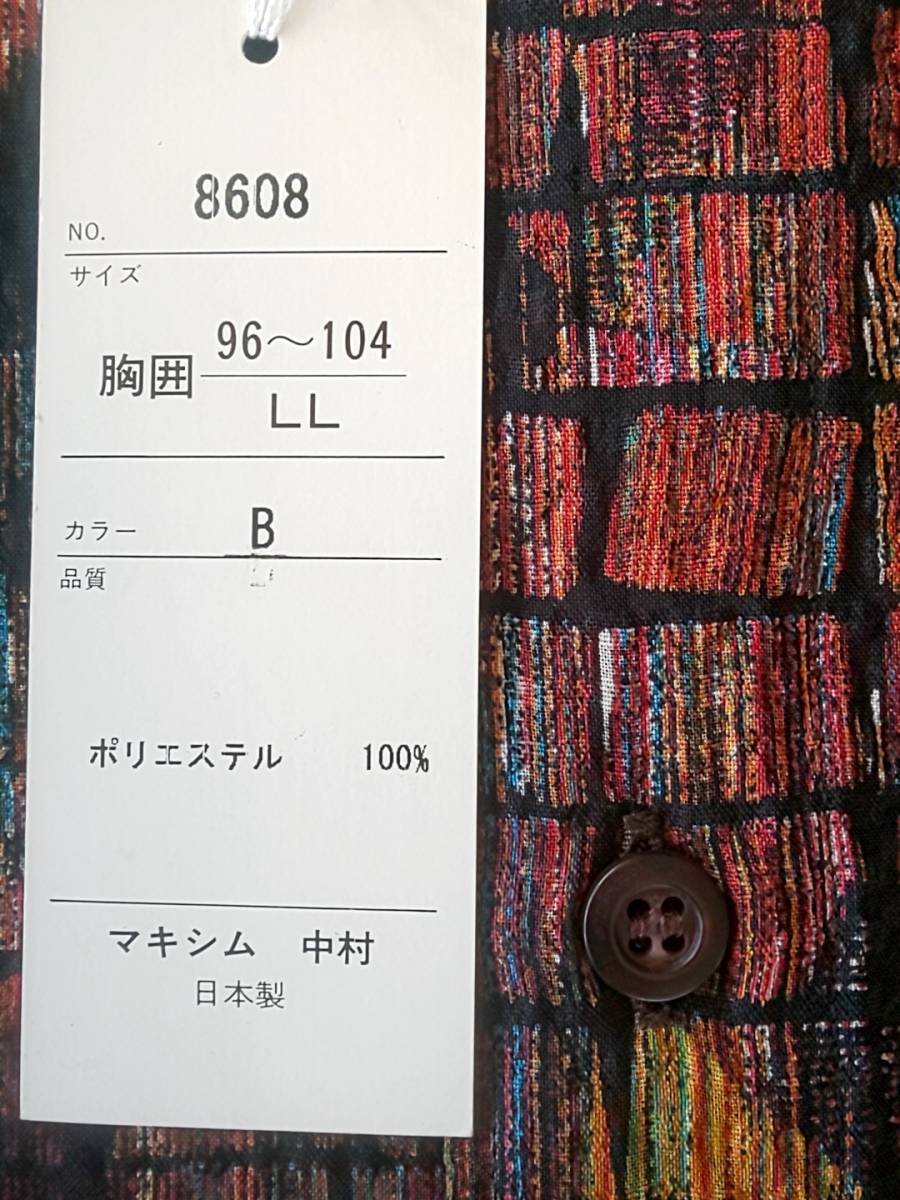 NO. 8608
サイズ
胸囲 96～104
LL
カラー B
品質
ポリエステル 100%
マキシム 中村
日本製